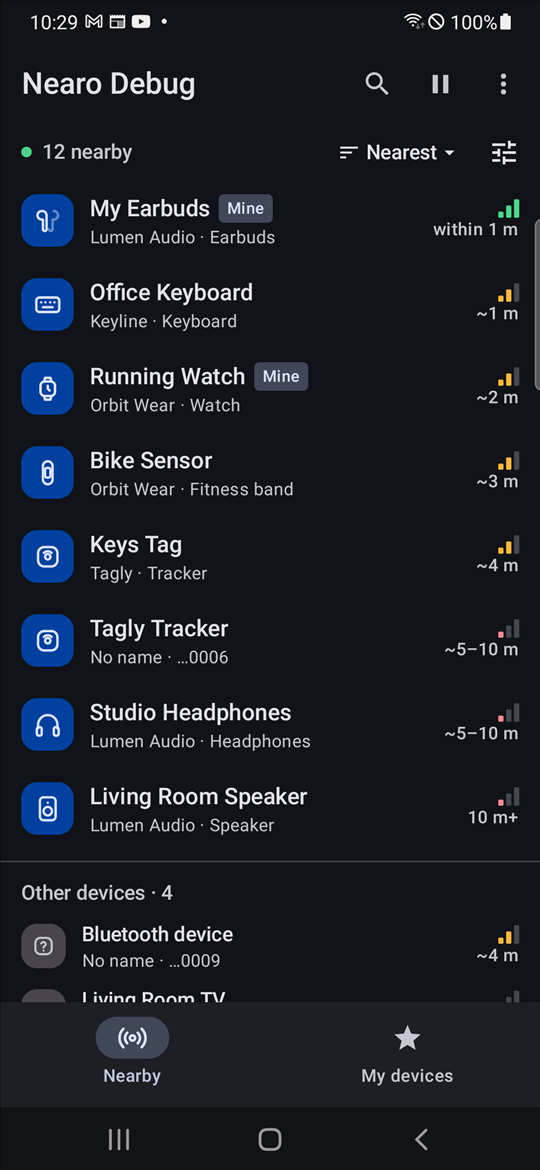 10:29
100%
Nearo Debug
12 nearby
Nearest
My Earbuds Mine
Lumen Audio · Earbuds
within 1 m
Office Keyboard
Keyline · Keyboard
~1 m
Running Watch Mine
Orbit Wear · Watch
~2 m
Bike Sensor
Orbit Wear · Fitness band
~3 m
Keys Tag
Tagly · Tracker
~4 m
Tagly Tracker
No name · …0006
~5–10 m
Studio Headphones
Lumen Audio · Headphones
~5–10 m
Living Room Speaker
Lumen Audio · Speaker
10 m+
Other devices · 4
Bluetooth device
No name · …0009
~4 m
Living Room TV
Nearby
My devices